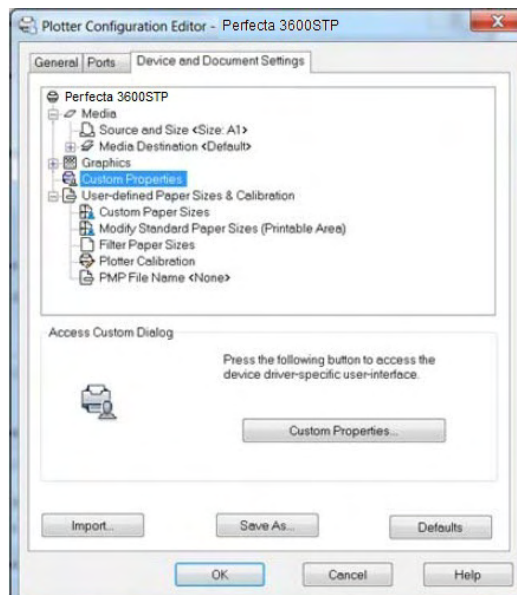 Plotter Configuration Editor - Perfecta 3600STP
General
Ports
Device and Document Settings
Perfecta 3600STP
Media
Source and Size <Size: A1>
Media Destination <Default>
Graphics
Custom Properties
User-defined Paper Sizes & Calibration
Custom Paper Sizes
Modify Standard Paper Sizes (Printable Area)
Filter Paper Sizes
Plotter Calibration
PMP File Name <None>
Access Custom Dialog
Press the following button to access the
device driver-specific user-interface.
Custom Properties...
Import...
Save As...
Defaults
OK
Cancel
Help